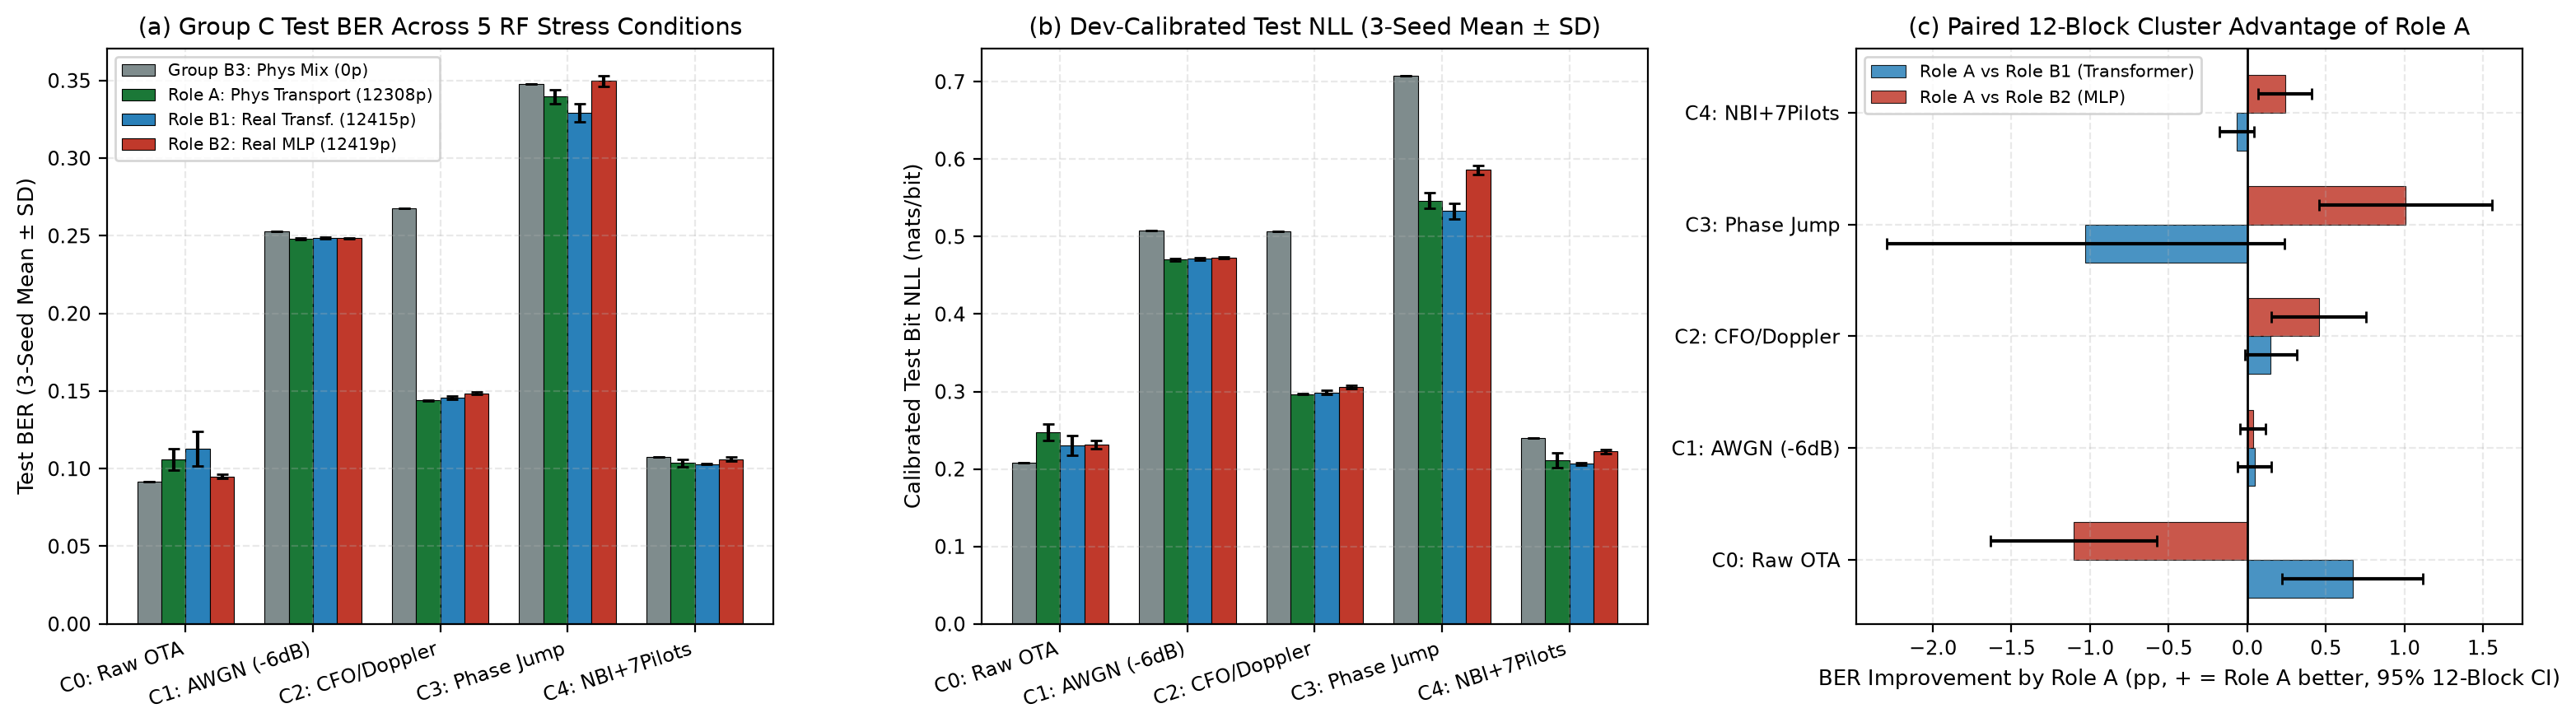 (a) Group C Test BER Across 5 RF Stress Conditions
Test BER (3-Seed Mean ± SD)
0.35
0.30
0.25
0.20
0.15
0.10
0.05
0.00
Group B3: Phys Mix (0p)
Role A: Phys Transport (12308p)
Role B1: Real Transf. (12415p)
Role B2: Real MLP (12419p)
C0: Raw OTA
C1: AWGN (-6dB)
C2: CFO/Doppler
C3: Phase Jump
C4: NBI+7Pilots
(b) Dev-Calibrated Test NLL (3-Seed Mean ± SD)
Calibrated Test Bit NLL (nats/bit)
0.7
0.6
0.5
0.4
0.3
0.2
0.1
0.0
C0: Raw OTA
C1: AWGN (-6dB)
C2: CFO/Doppler
C3: Phase Jump
C4: NBI+7Pilots
(c) Paired 12-Block Cluster Advantage of Role A
Role A vs Role B1 (Transformer)
Role A vs Role B2 (MLP)
C4: NBI+7Pilots
C3: Phase Jump
C2: CFO/Doppler
C1: AWGN (-6dB)
C0: Raw OTA
−2.0
−1.5
−1.0
−0.5
0.0
0.5
1.0
1.5
BER Improvement by Role A (pp, + = Role A better, 95% 12-Block CI)